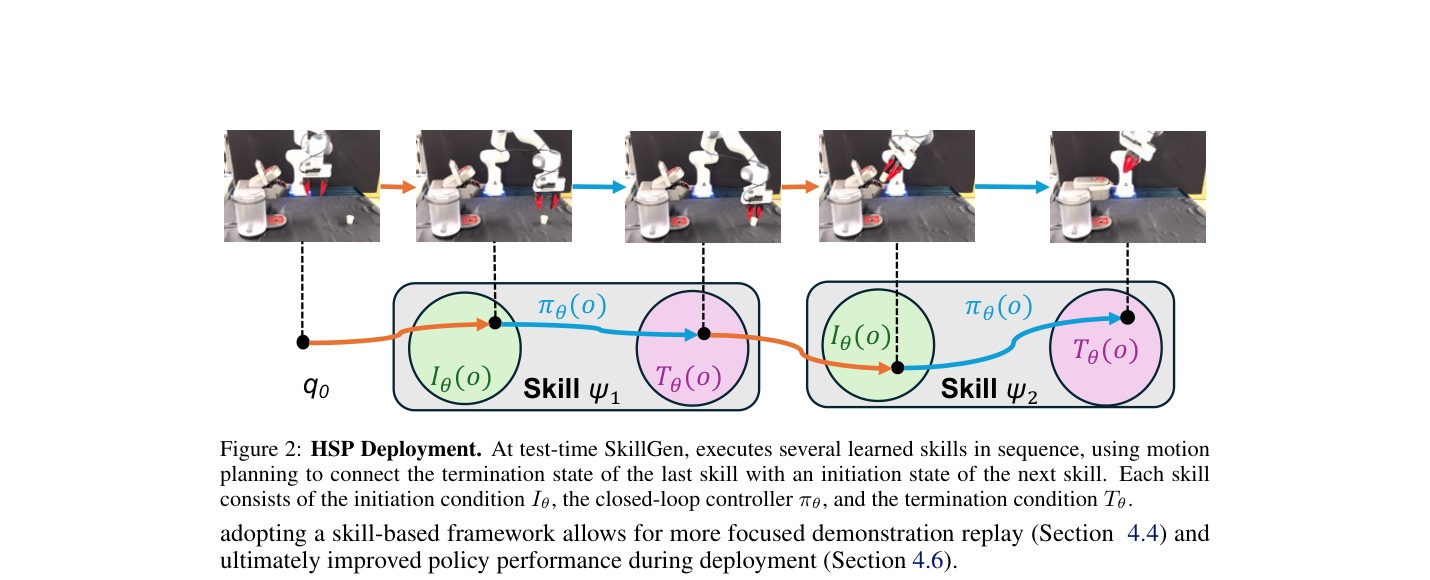 πθ(o)
πθ(o)
Iθ(o)
Tθ(o)
Iθ(o)
Tθ(o)
q0
Skill ψ1
Skill ψ2
Figure 2: HSP Deployment. At test-time SkillGen, executes several learned skills in sequence, using motion
planning to connect the termination state of the last skill with an initiation state of the next skill. Each skill
consists of the initiation condition Iθ, the closed-loop controller πθ, and the termination condition Tθ.
adopting a skill-based framework allows for more focused demonstration replay (Section 4.4) and
ultimately improved policy performance during deployment (Section 4.6).